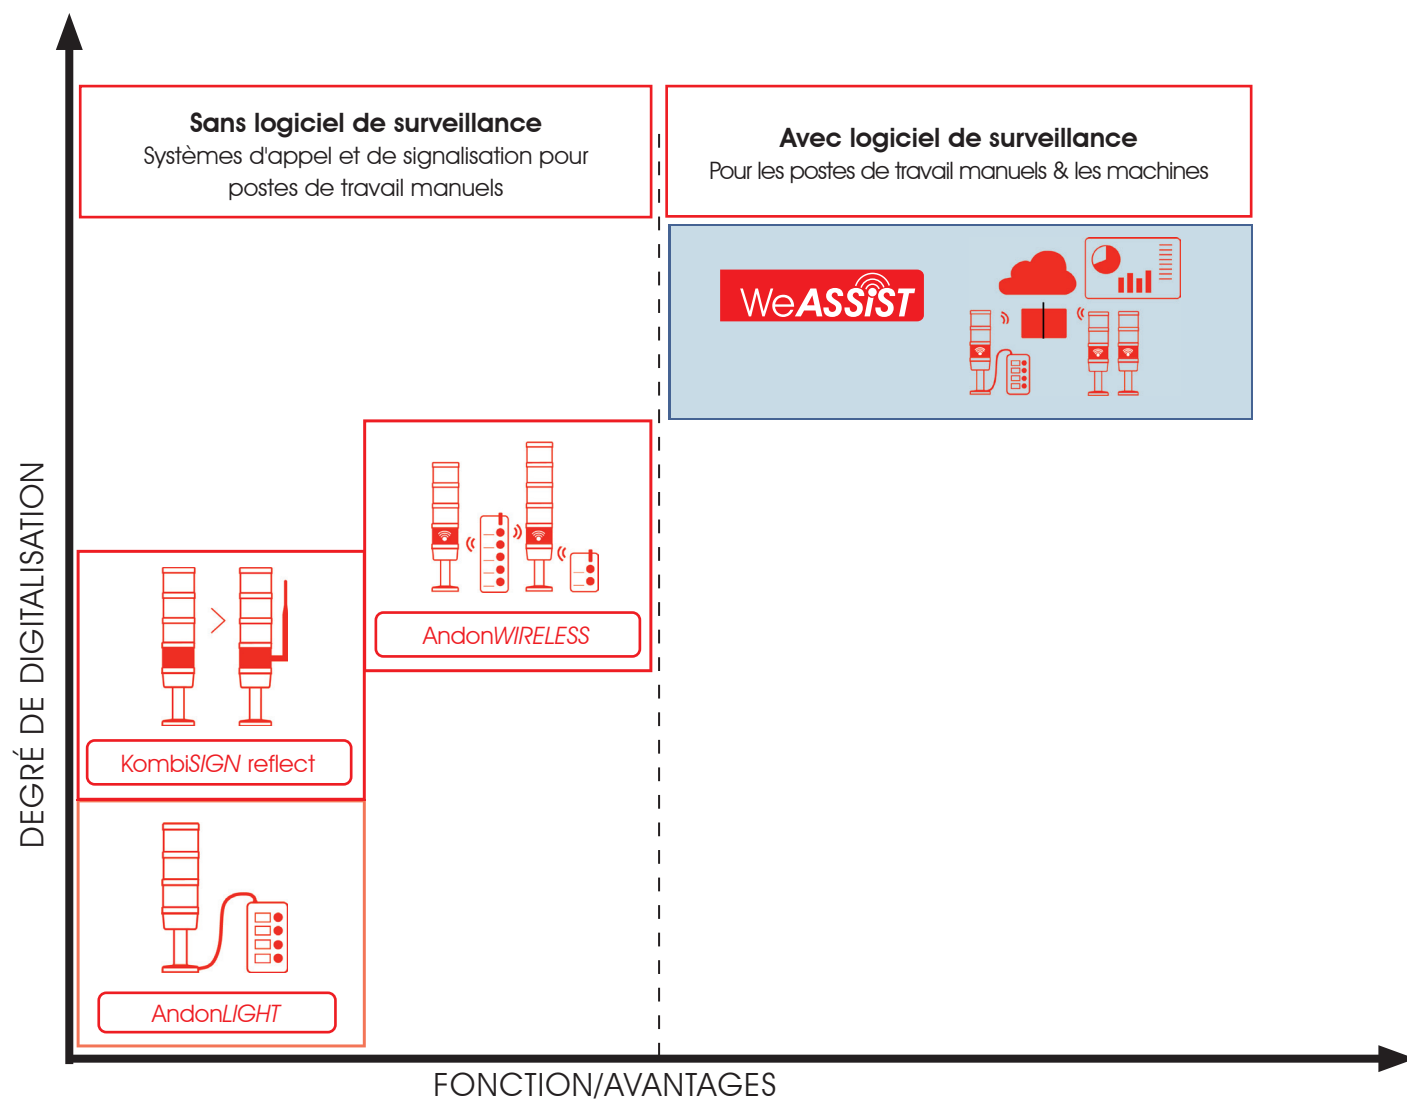 Sans logiciel de surveillance
Systèmes d'appel et de signalisation pour
postes de travail manuels
Avec logiciel de surveillance
Pour les postes de travail manuels & les machines
WeASSiST
AndonWIRELESS
KombiSIGN reflect
AndonLIGHT
DEGRÉ DE DIGITALISATION
FONCTION/AVANTAGES